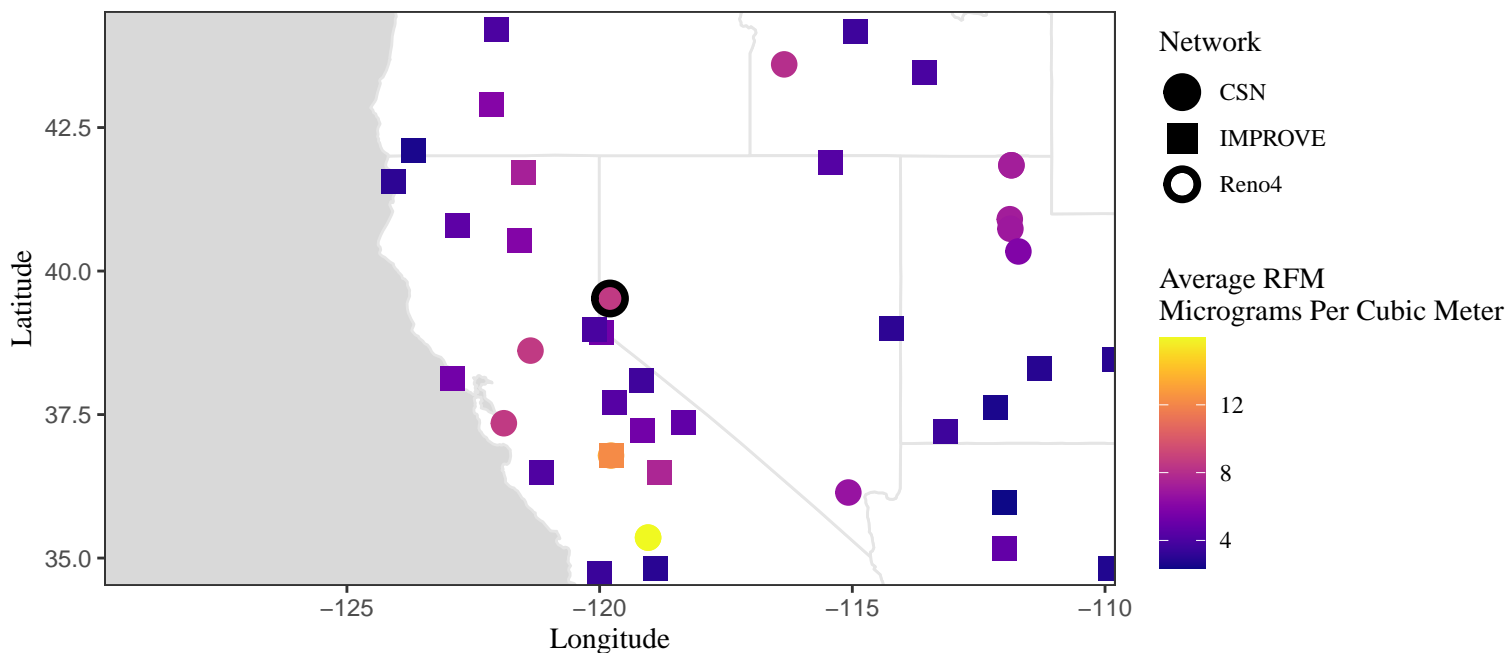 42.5
40.0
37.5
35.0
Latitude
−125
−120
−115
−110
Longitude
Network
CSN
IMPROVE
Reno4
Average RFM
Micrograms Per Cubic Meter
12
8
4